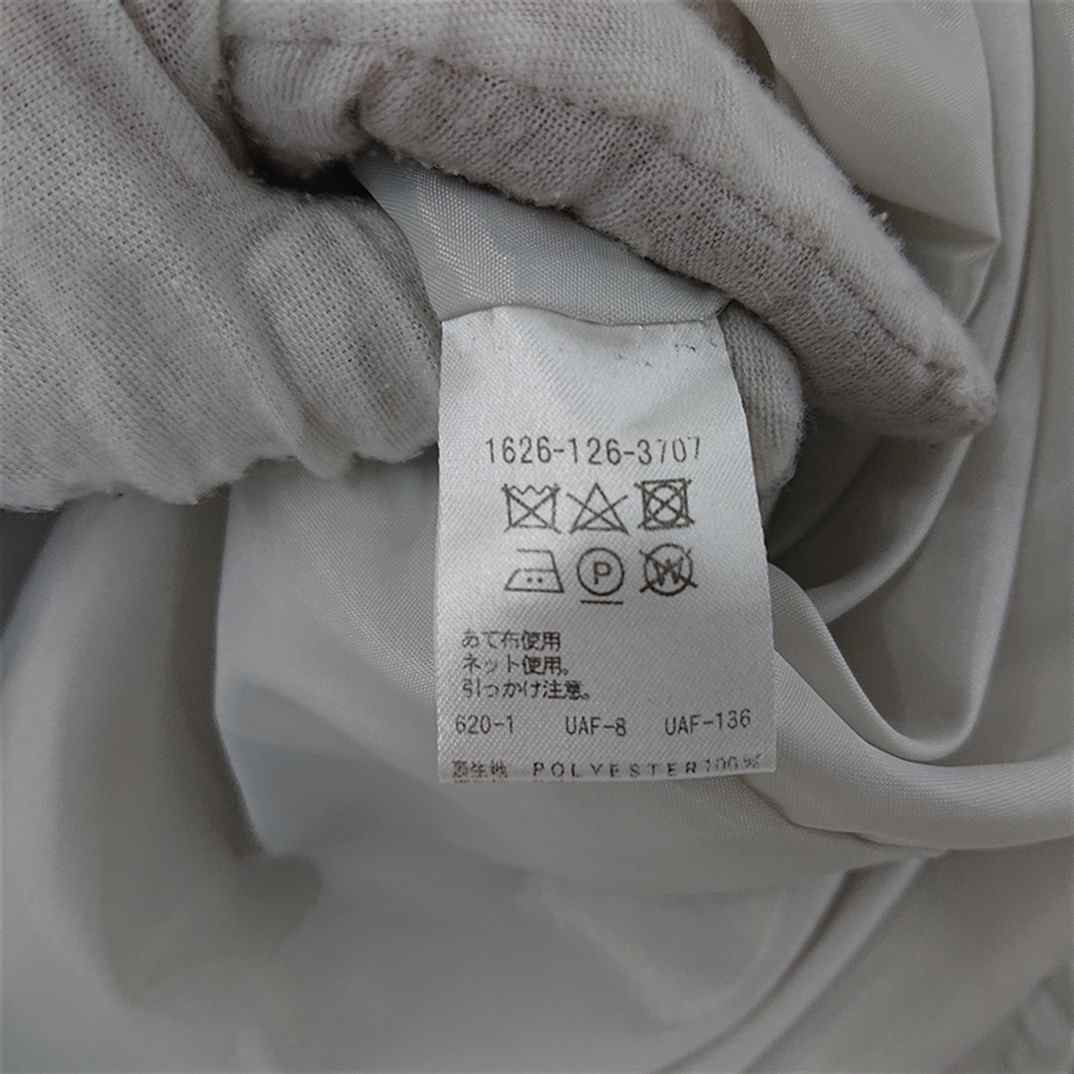 1626-126-3707
P W
あて布使用
ネット使用。
引っかけ注意。
620-1 UAF-8 UAF-136
POLYESTER100%